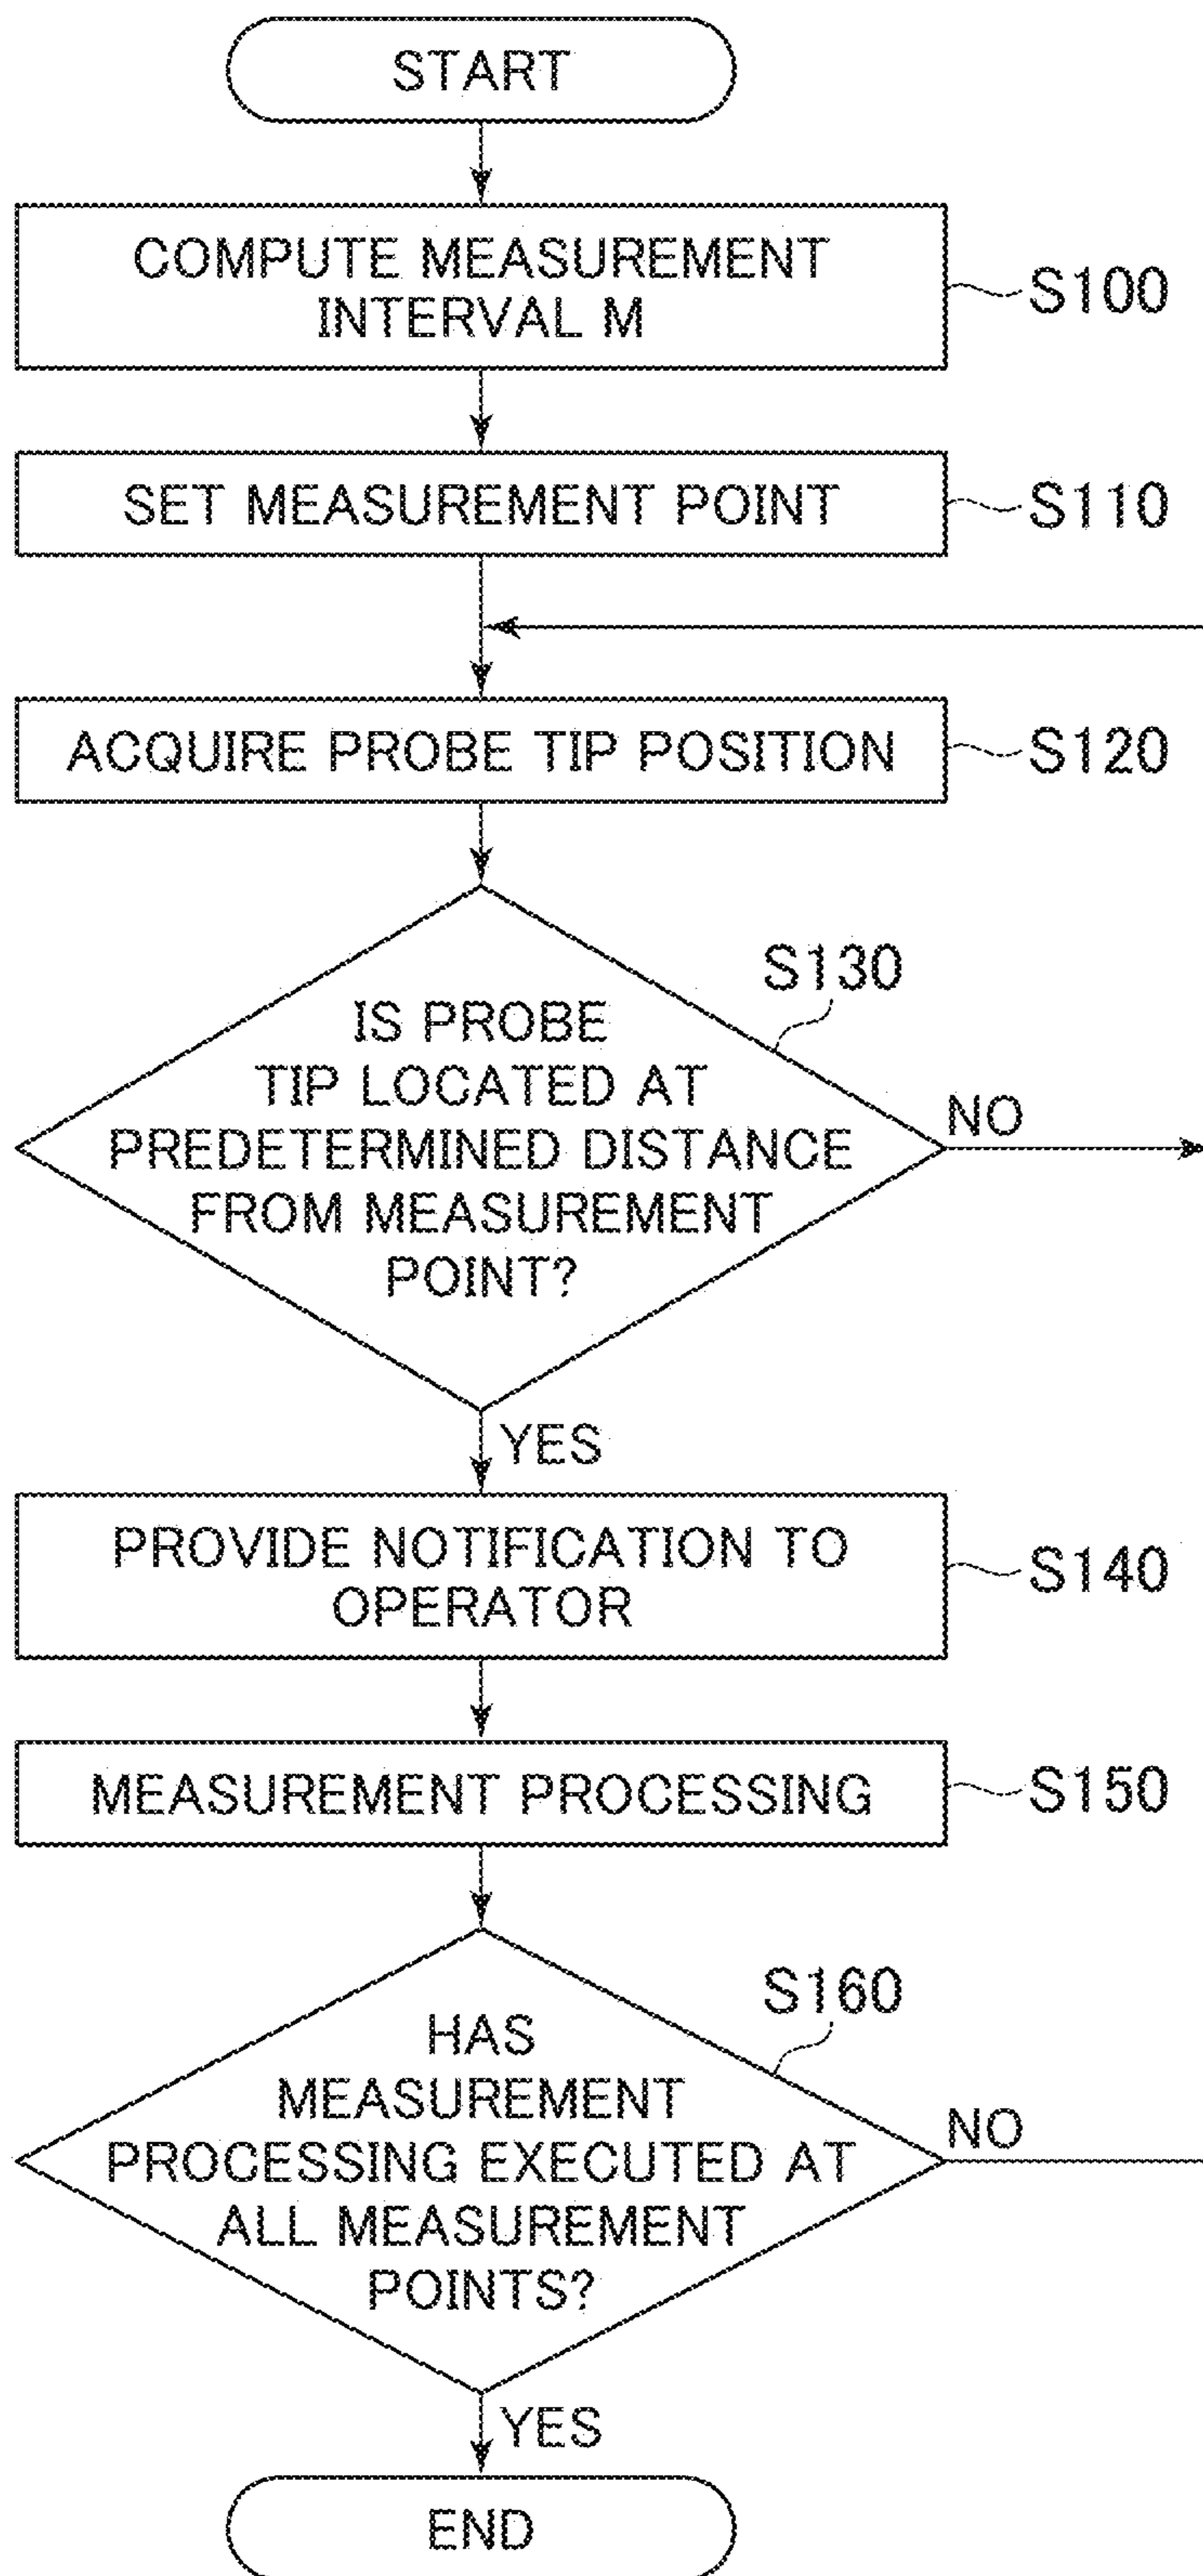 START
COMPUTE MEASUREMENT
INTERVAL M
S100
SET MEASUREMENT POINT
S110
ACQUIRE PROBE TIP POSITION
S120
S130
IS PROBE
TIP LOCATED AT
PREDETERMINED DISTANCE
FROM MEASUREMENT
POINT?
NO
YES
PROVIDE NOTIFICATION TO
OPERATOR
S140
MEASUREMENT PROCESSING
S150
S160
HAS
MEASUREMENT
PROCESSING EXECUTED AT
ALL MEASUREMENT
POINTS?
NO
YES
END